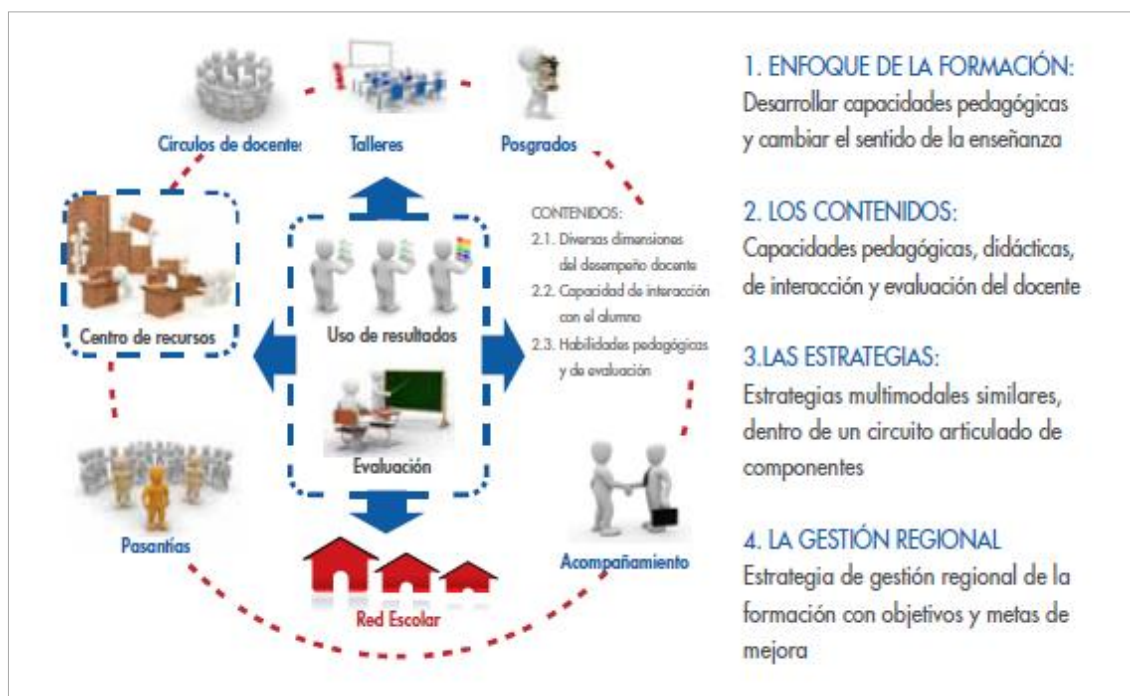 Círculos de docentes
Talleres
Posgrados
Centro de recursos
Uso de resultados
Evaluación
CONTENIDOS:
2.1. Diversas dimensiones
del desempeño docente
2.2. Capacidad de interacción
con el alumno
2.3. Habilidades pedagógicas
y de evaluación
Pasantías
Acompañamiento
Red Escolar
1. ENFOQUE DE LA FORMACIÓN:
Desarrollar capacidades pedagógicas
y cambiar el sentido de la enseñanza
2. LOS CONTENIDOS:
Capacidades pedagógicas, didácticas,
de interacción y evaluación del docente
3.LAS ESTRATEGIAS:
Estrategias multimodales similares,
dentro de un circuito articulado de
componentes
4. LA GESTIÓN REGIONAL
Estrategia de gestión regional de la
formación con objetivos y metas de
mejora